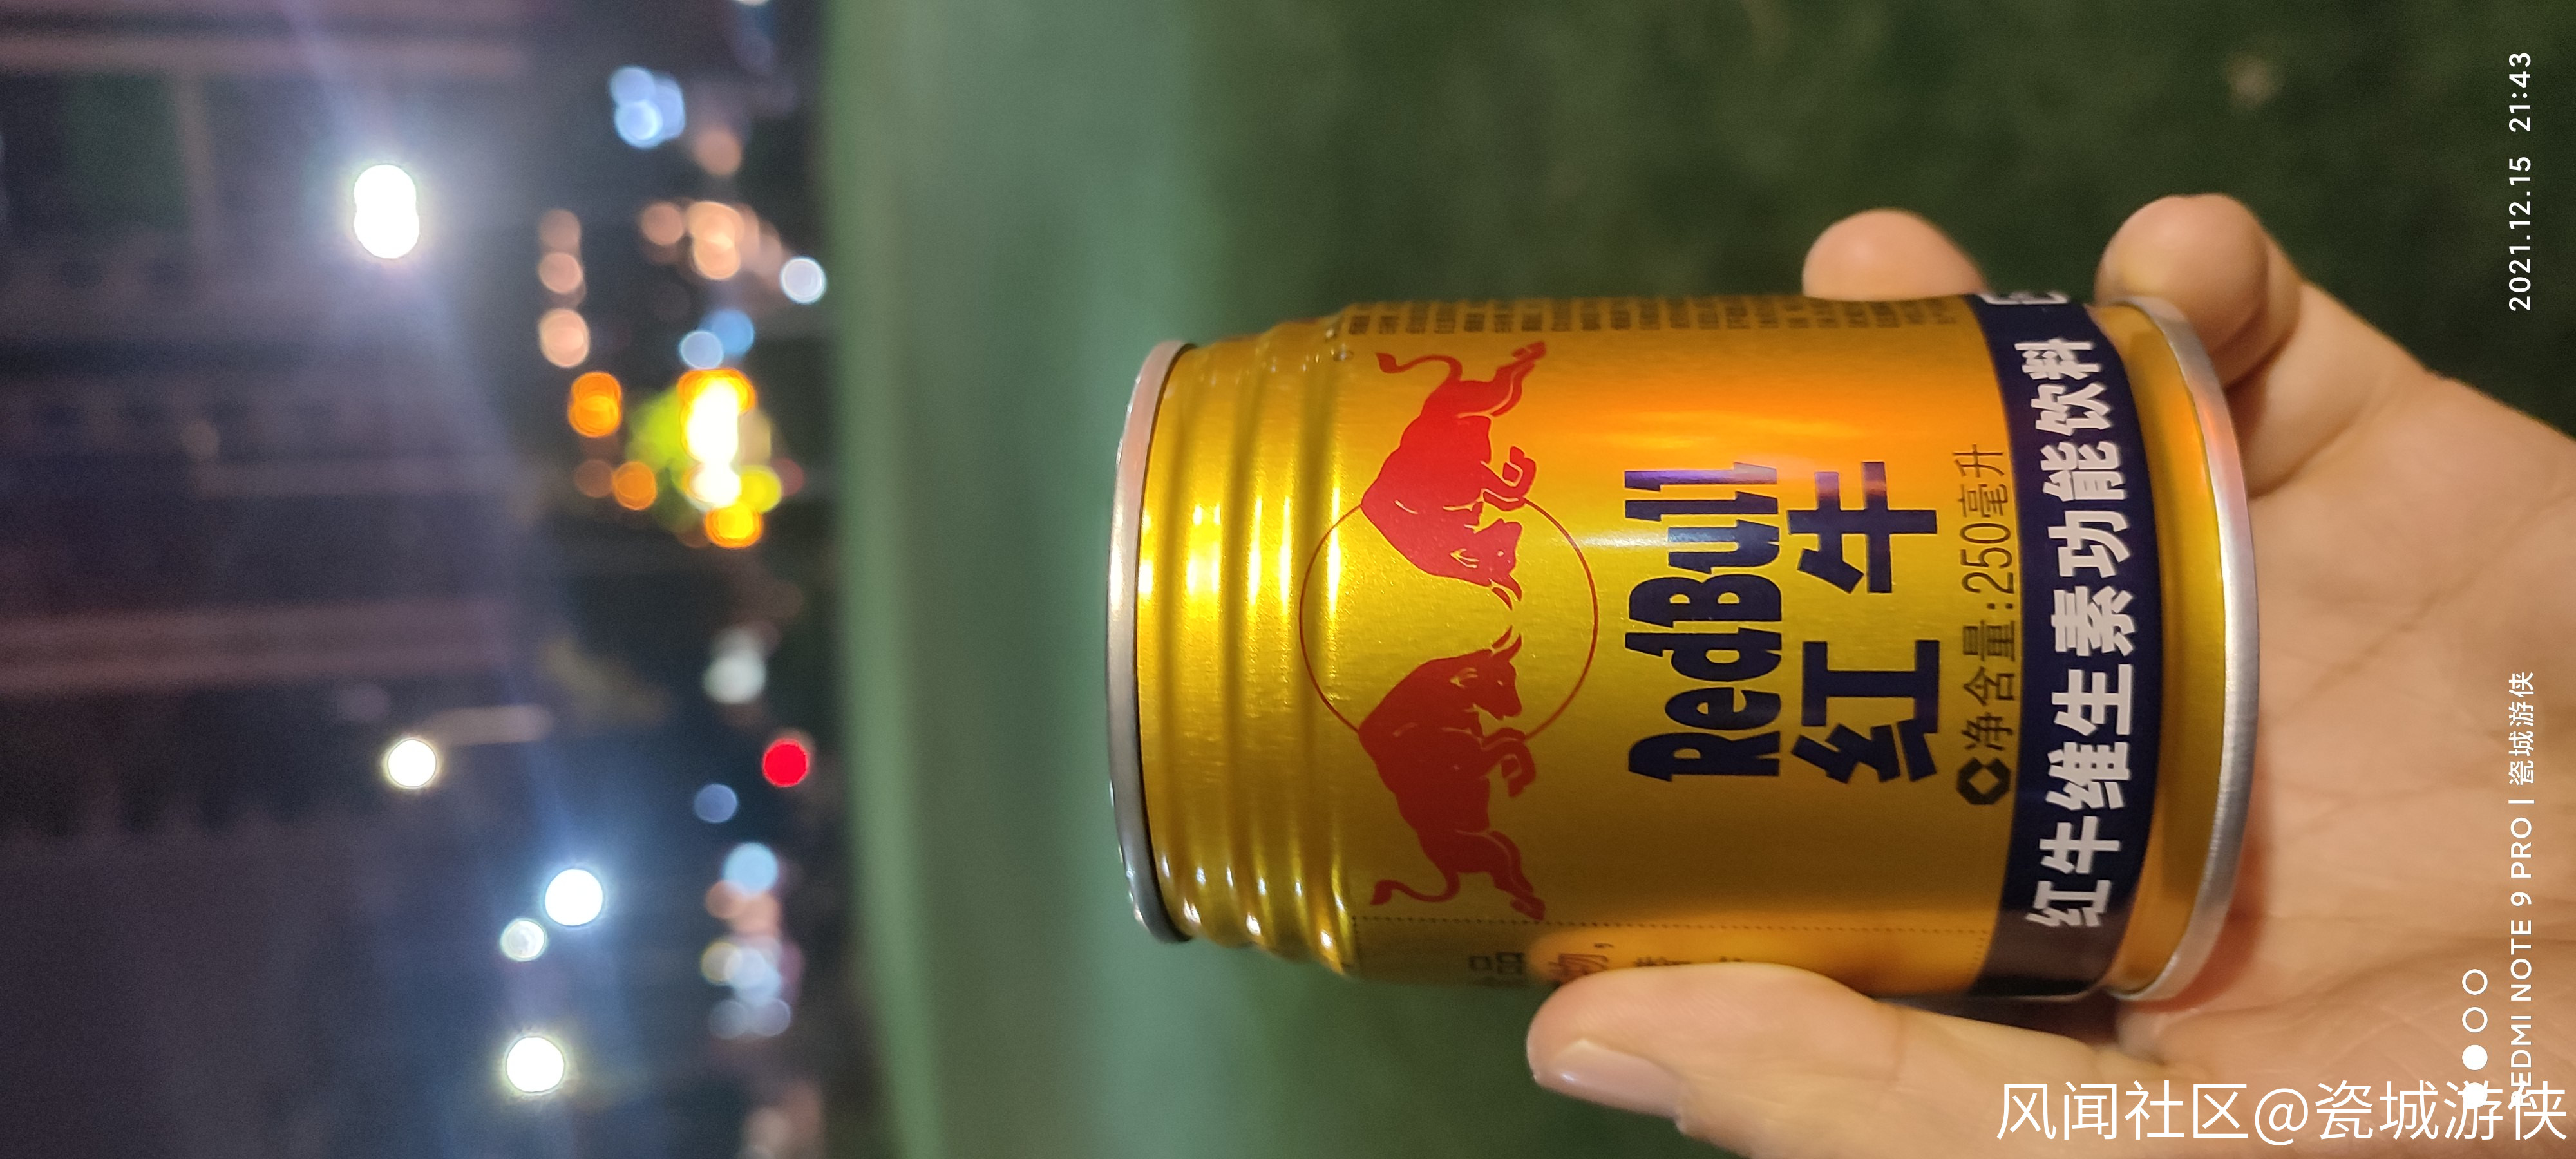 RedBull
红牛
净含量:250毫升
红牛维生素功能饮料
REDMI NOTE 9 PRO | 瓷城游侠
2021.12.15 21:43
风闻社区@瓷城游侠